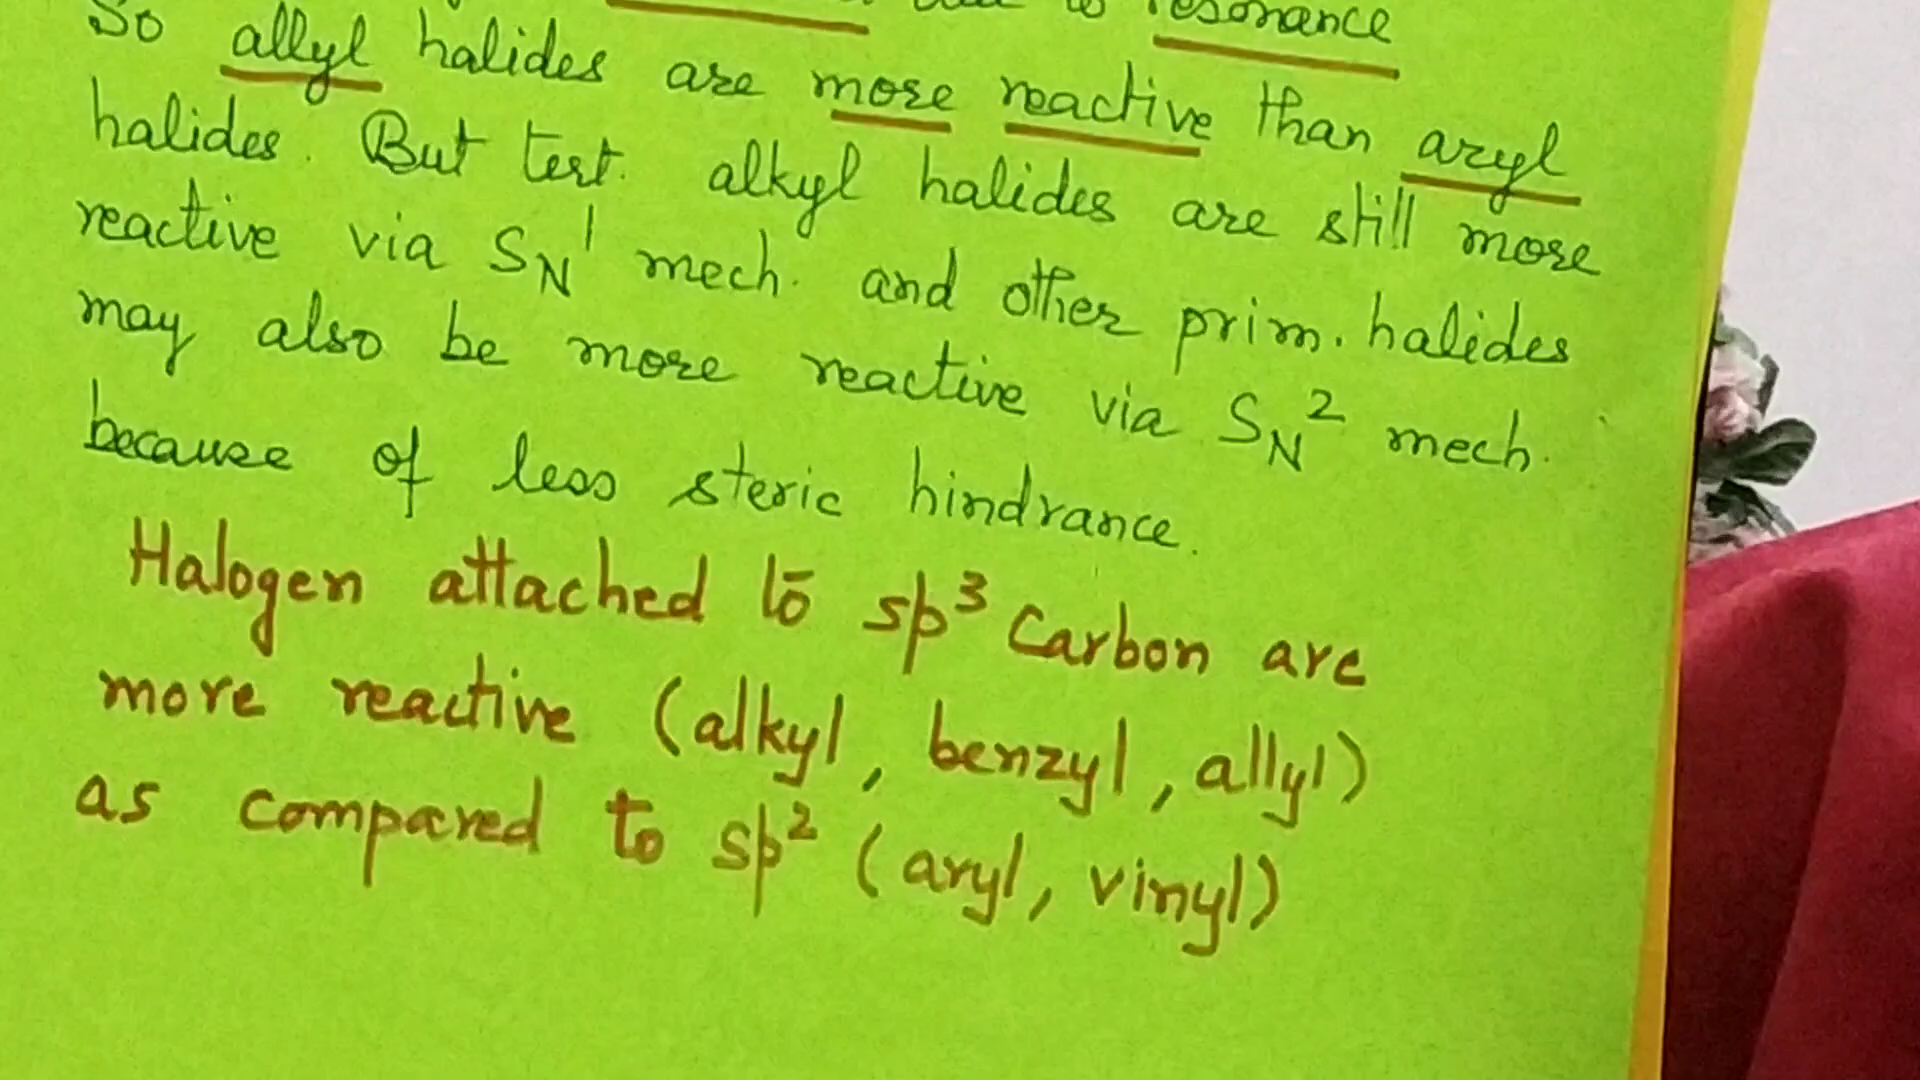 to resonance
So allyl halides are more reactive than aryl
halides. But tert. alkyl halides are still more
reactive via SN1 mech. and other prim. halides
may also be more reactive via SN2 mech.
because of less steric hindrance.
Halogen attached to sp3 Carbon are
more reactive (alkyl, benzyl, allyl)
as compared to sp2 (aryl, vinyl)